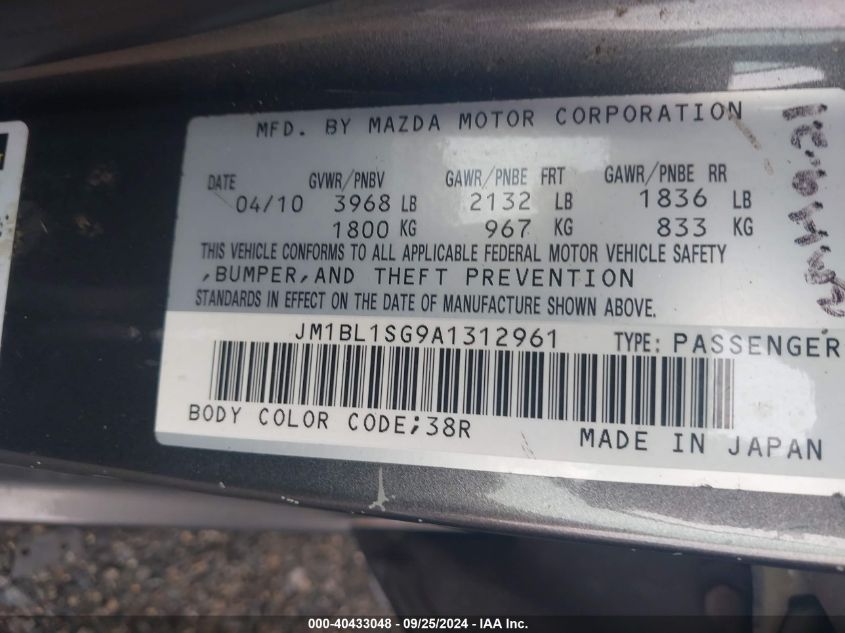 MFD. BY MAZDA MOTOR CORPORATION
DATE GVWR/PNBV GAWR/PNBE FRT GAWR/PNBE RR
04/10 3968 LB 2132 LB 1836 LB
1800 KG 967 KG 833 KG
THIS VEHICLE CONFORMS TO ALL APPLICABLE FEDERAL MOTOR VEHICLE SAFETY
,BUMPER,AND THEFT PREVENTION
STANDARDS IN EFFECT ON THE DATE OF MANUFACTURE SHOWN ABOVE.
JM1BL1SG9A1312961 TYPE: PASSENGER
BODY COLOR CODE;38R
MADE IN JAPAN
000-40433048 - 09/25/2024 - IAA Inc.